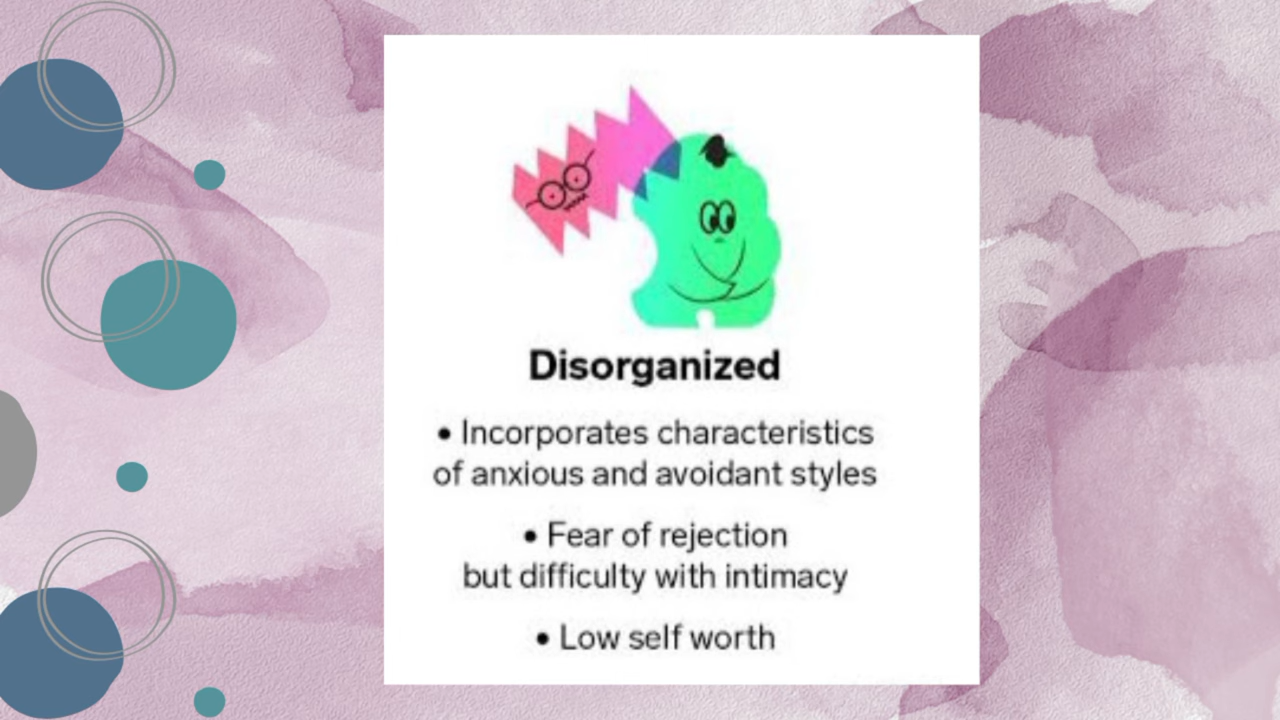 Disorganized
• Incorporates characteristics
of anxious and avoidant styles
• Fear of rejection
but difficulty with intimacy
• Low self worth